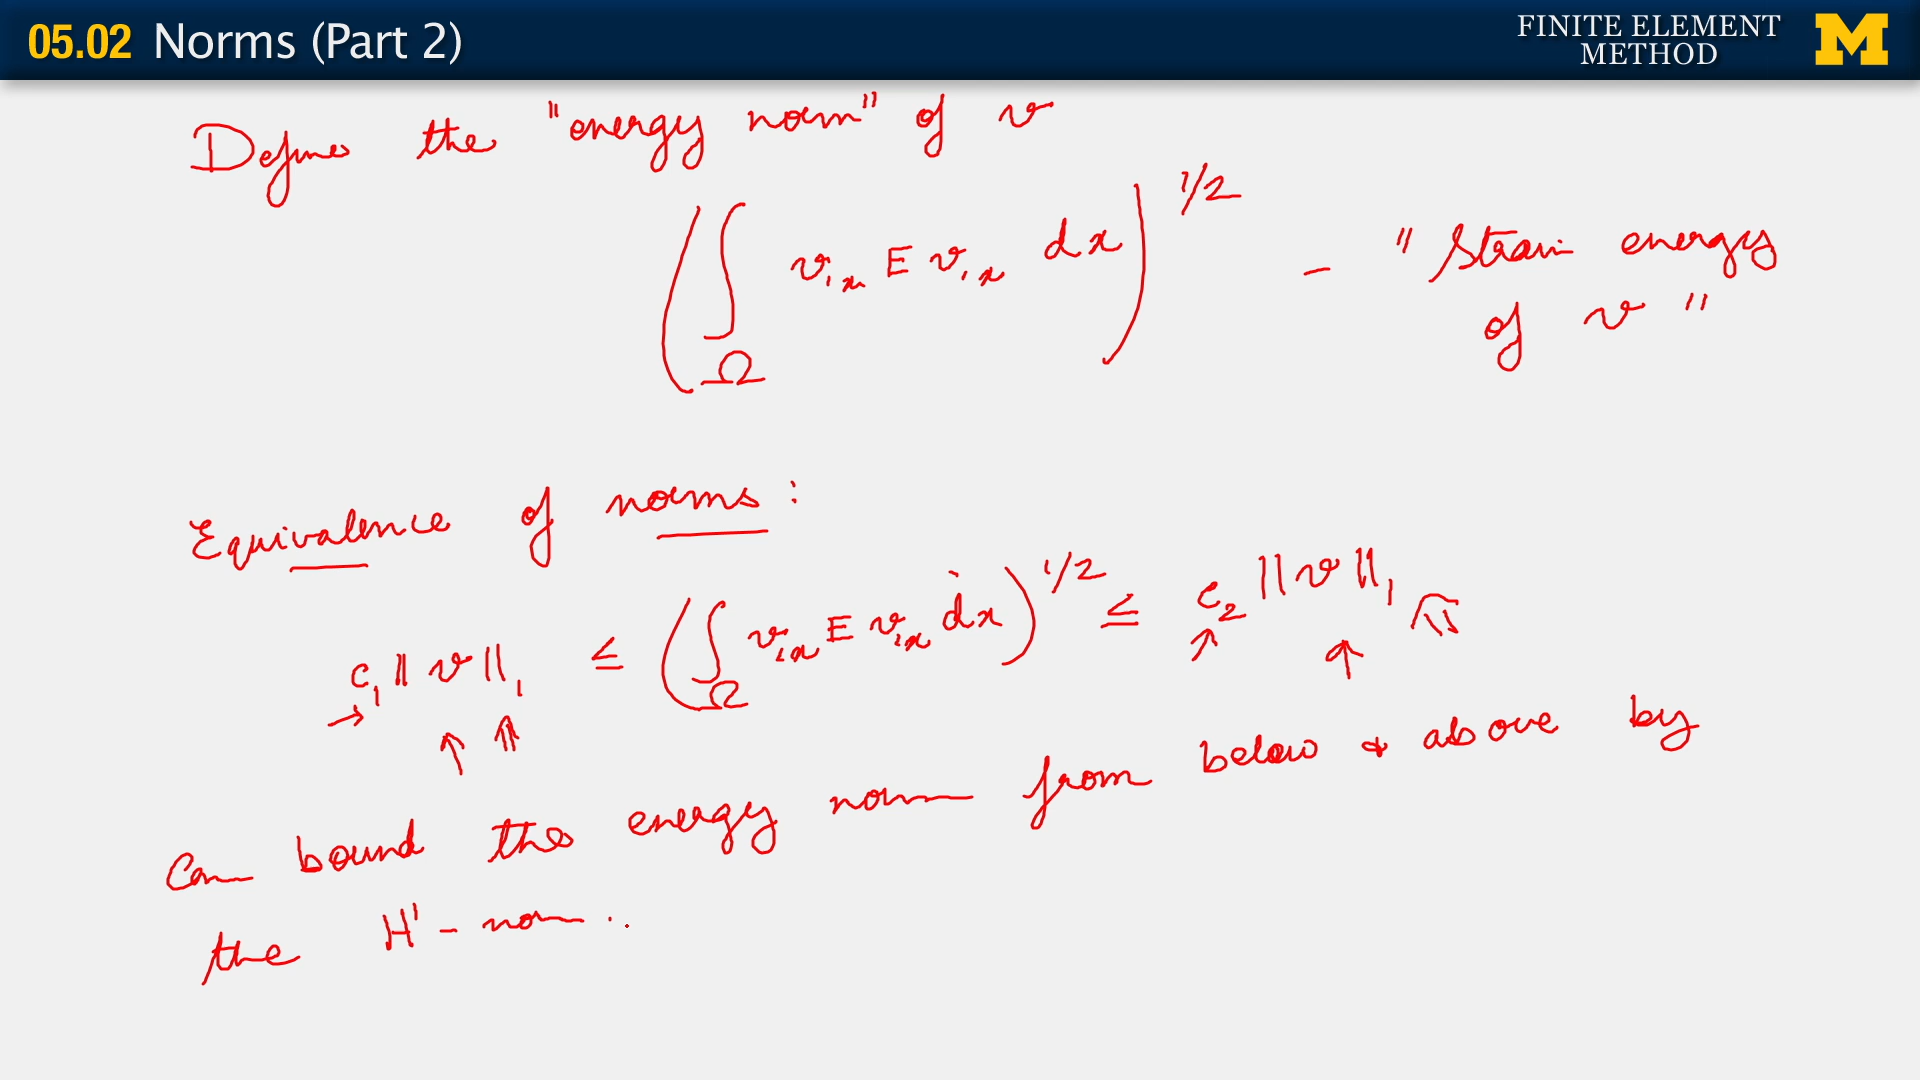 05.02 Norms (Part 2)
FINITE ELEMENT
METHOD
M
Define the "energy norm" of v
(∫_Ω v,ₓ E v,ₓ dx)^1/2 - "Strain energy
of v"
Equivalence of norms:
c₁‖v‖₁ ≤ (∫_Ω v,ₓ E v,ₓ dx)^1/2 ≤ c₂‖v‖₁
Can bound the energy norm from below & above by
the H¹-norm..